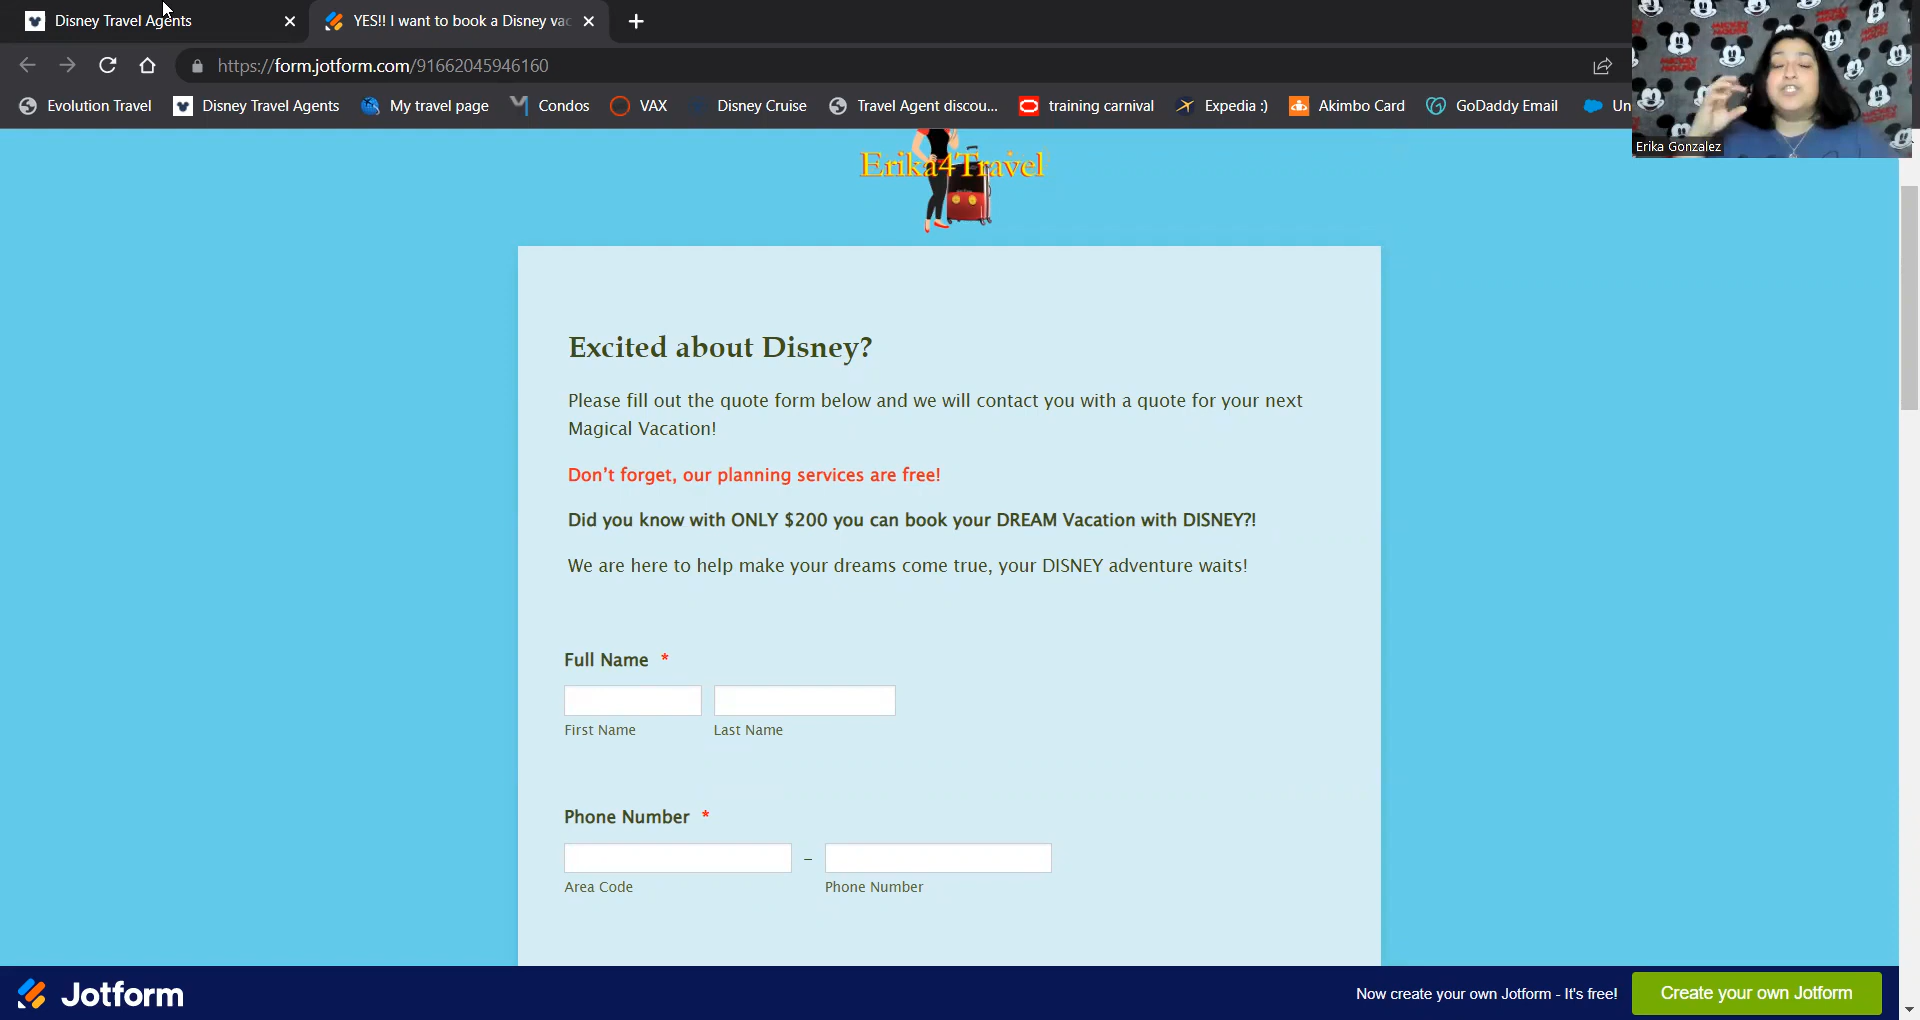 Disney Travel Agents
YES!! I want to book a Disney vac
https://form.jotform.com/91662045946160
Evolution Travel
Disney Travel Agents
My travel page
Condos
VAX
Disney Cruise
Travel Agent discou...
training carnival
Expedia :)
Akimbo Card
GoDaddy Email
Un
Erika Gonzalez
Erika4Travel
Excited about Disney?
Please fill out the quote form below and we will contact you with a quote for your next
Magical Vacation!
Don’t forget, our planning services are free!
Did you know with ONLY $200 you can book your DREAM Vacation with DISNEY?!
We are here to help make your dreams come true, your DISNEY adventure waits!
Full Name *
First Name
Last Name
Phone Number *
–
Area Code
Phone Number
Jotform
Now create your own Jotform - It's free!
Create your own Jotform